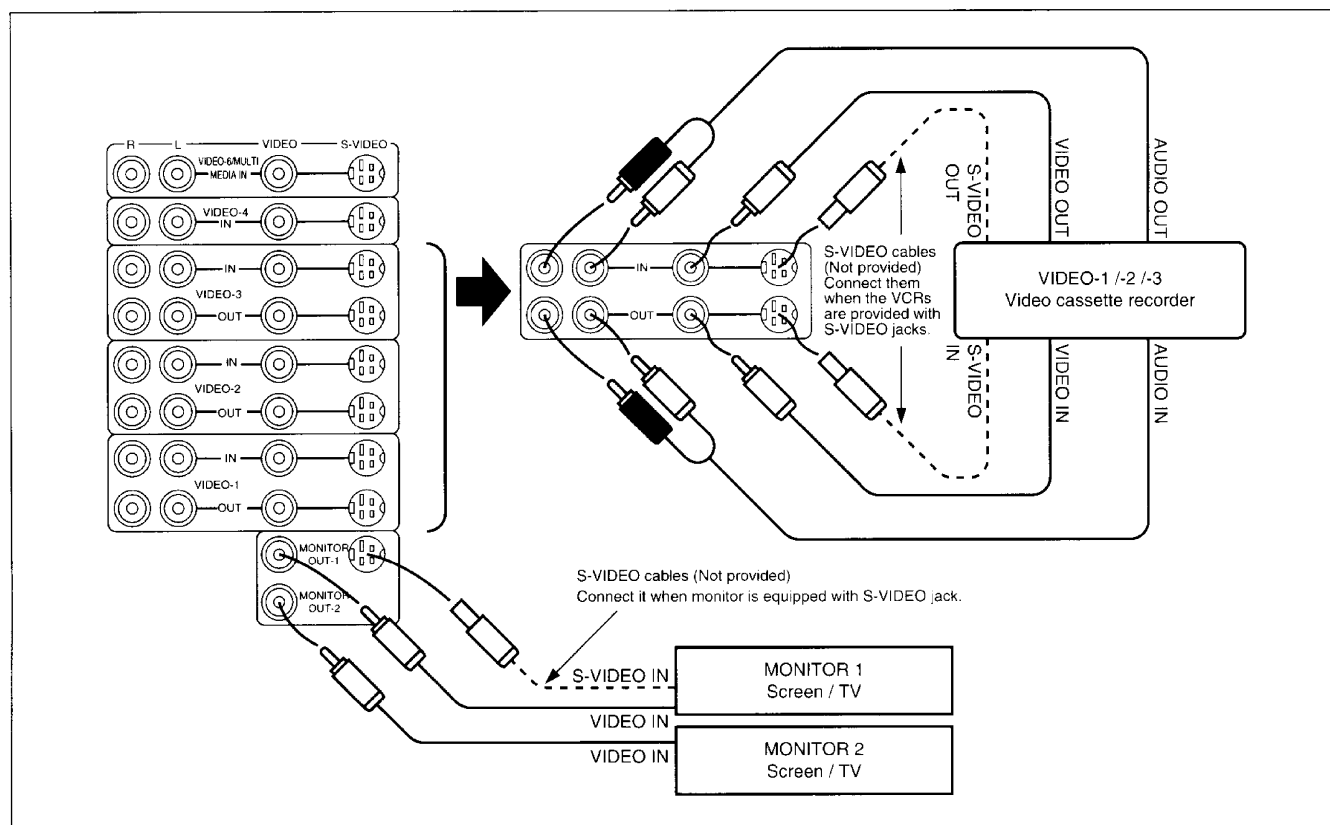 R L VIDEO S-VIDEO
VIDEO-6/MULTI
MEDIA IN
VIDEO-4
IN
IN
VIDEO-3
OUT
IN
VIDEO-2
OUT
IN
VIDEO-1
OUT
MONITOR
OUT-1
MONITOR
OUT-2
IN
OUT
S-VIDEO cables
(Not provided)
Connect them
when the VCRs
are provided with
S-VIDEO jacks.
S-VIDEO
OUT
VIDEO OUT
AUDIO OUT
VIDEO-1 /-2 /-3
Video cassette recorder
S-VIDEO
IN
VIDEO IN
AUDIO IN
S-VIDEO cables (Not provided)
Connect it when monitor is equipped with S-VIDEO jack.
S-VIDEO IN
MONITOR 1
Screen / TV
VIDEO IN
VIDEO IN
MONITOR 2
Screen / TV